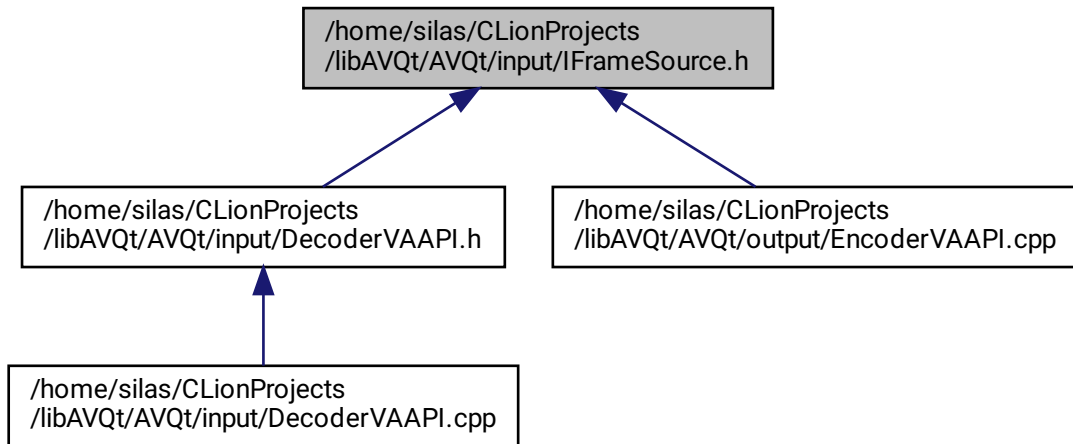 /home/silas/CLionProjects
/libAVQt/AVQt/input/IFrameSource.h
/home/silas/CLionProjects
/libAVQt/AVQt/input/DecoderVAAPI.h
/home/silas/CLionProjects
/libAVQt/AVQt/output/EncoderVAAPI.cpp
/home/silas/CLionProjects
/libAVQt/AVQt/input/DecoderVAAPI.cpp